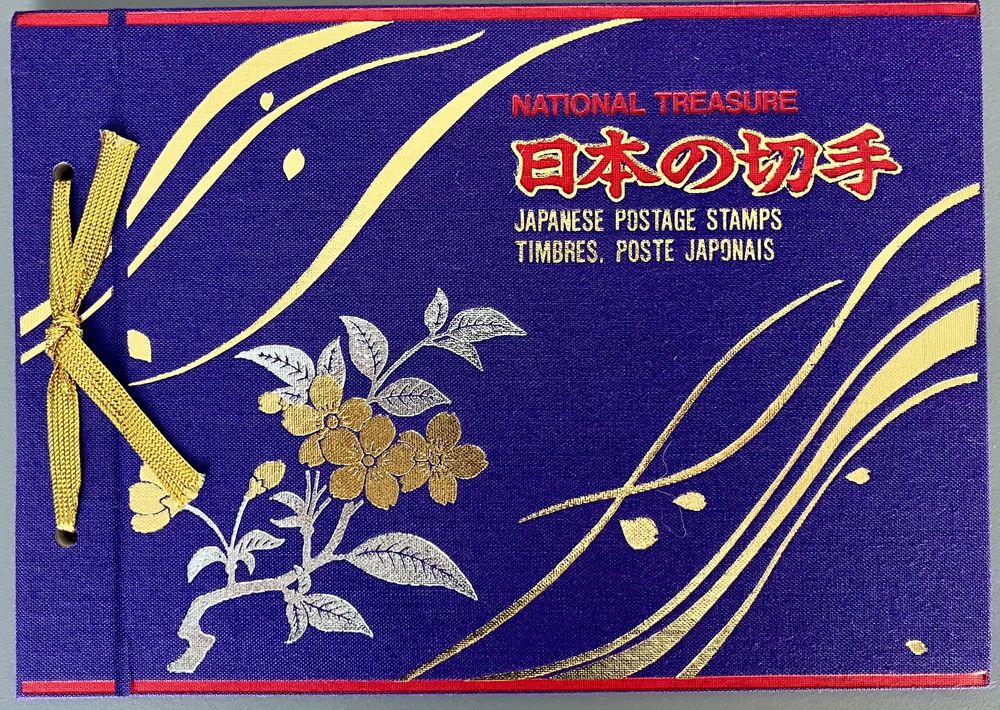 NATIONAL TREASURE
日本の切手
JAPANESE POSTAGE STAMPS
TIMBRES, POSTE JAPONAIS